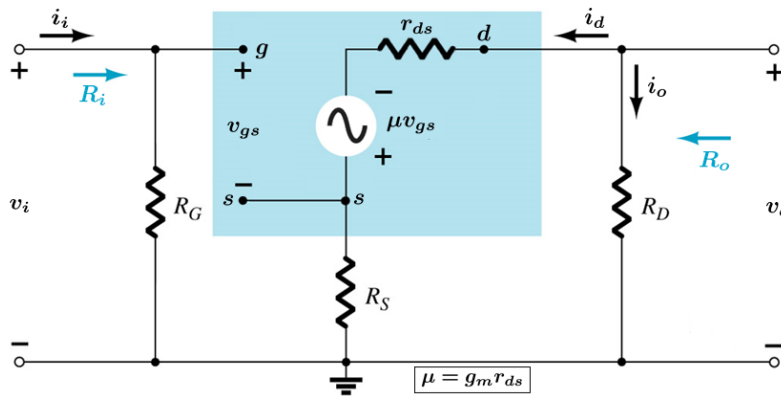 i_i
r_ds
d
i_d
+
g
+
R_i
−
i_o
+
v_gs
μv_gs
+
R_o
v_i
R_G
−
s
s
R_D
v
R_S
−
−
μ = g_m r_ds